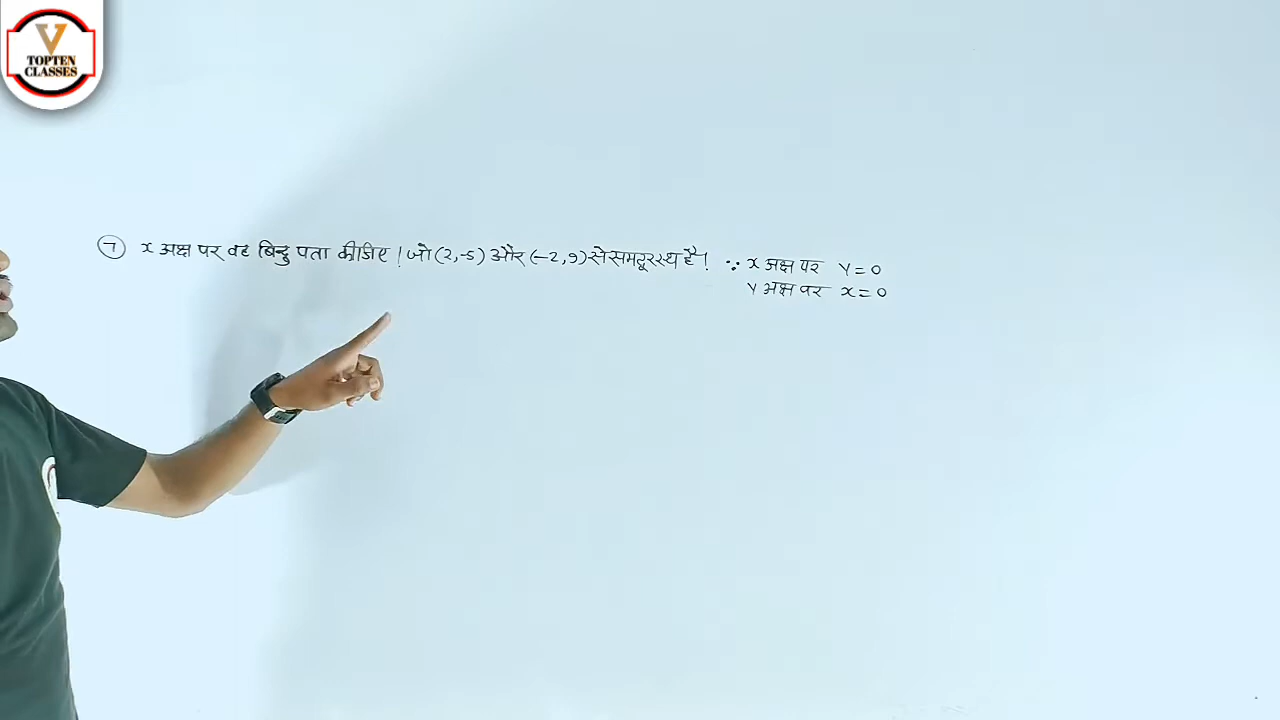 V
TOPTEN
CLASSES
(7) x अक्ष पर वह बिन्दु पता कीजिए ! जो (2,-5) और (-2,9) से समदूरस्थ है ! ∵ x अक्ष पर Y=0
Y अक्ष पर x=0